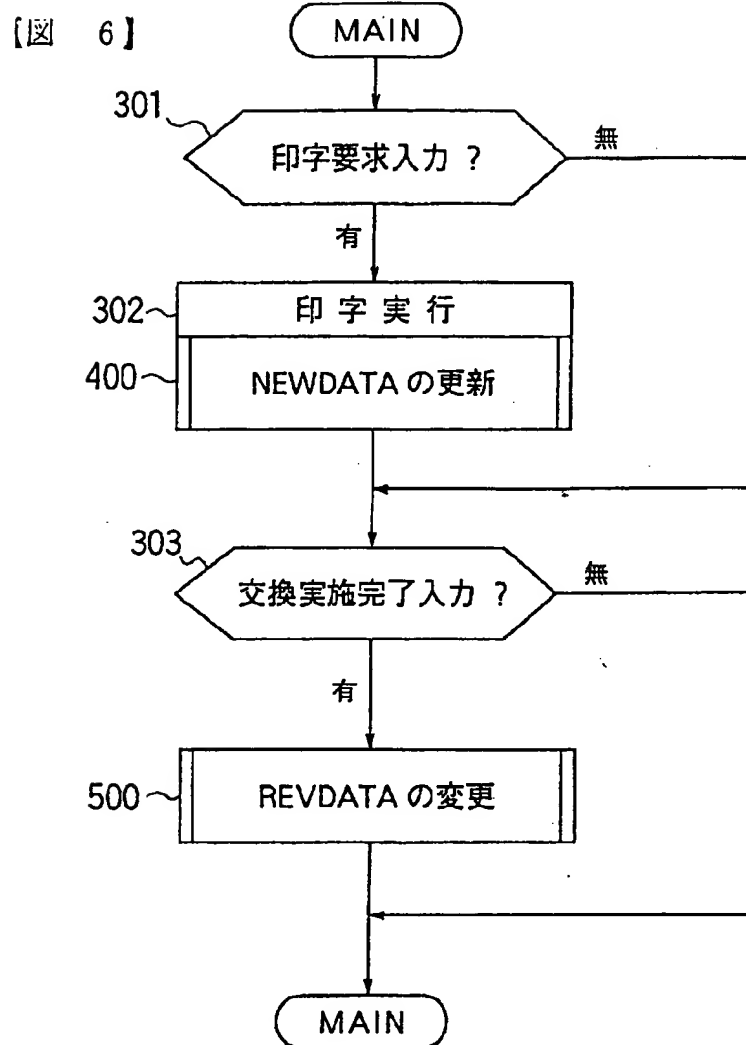 【図 6】
MAIN
301
印字要求入力 ?
無
有
302
印 字 実 行
400
NEWDATA の更新
303
交換実施完了入力 ?
無
有
500
REVDATA の変更
MAIN